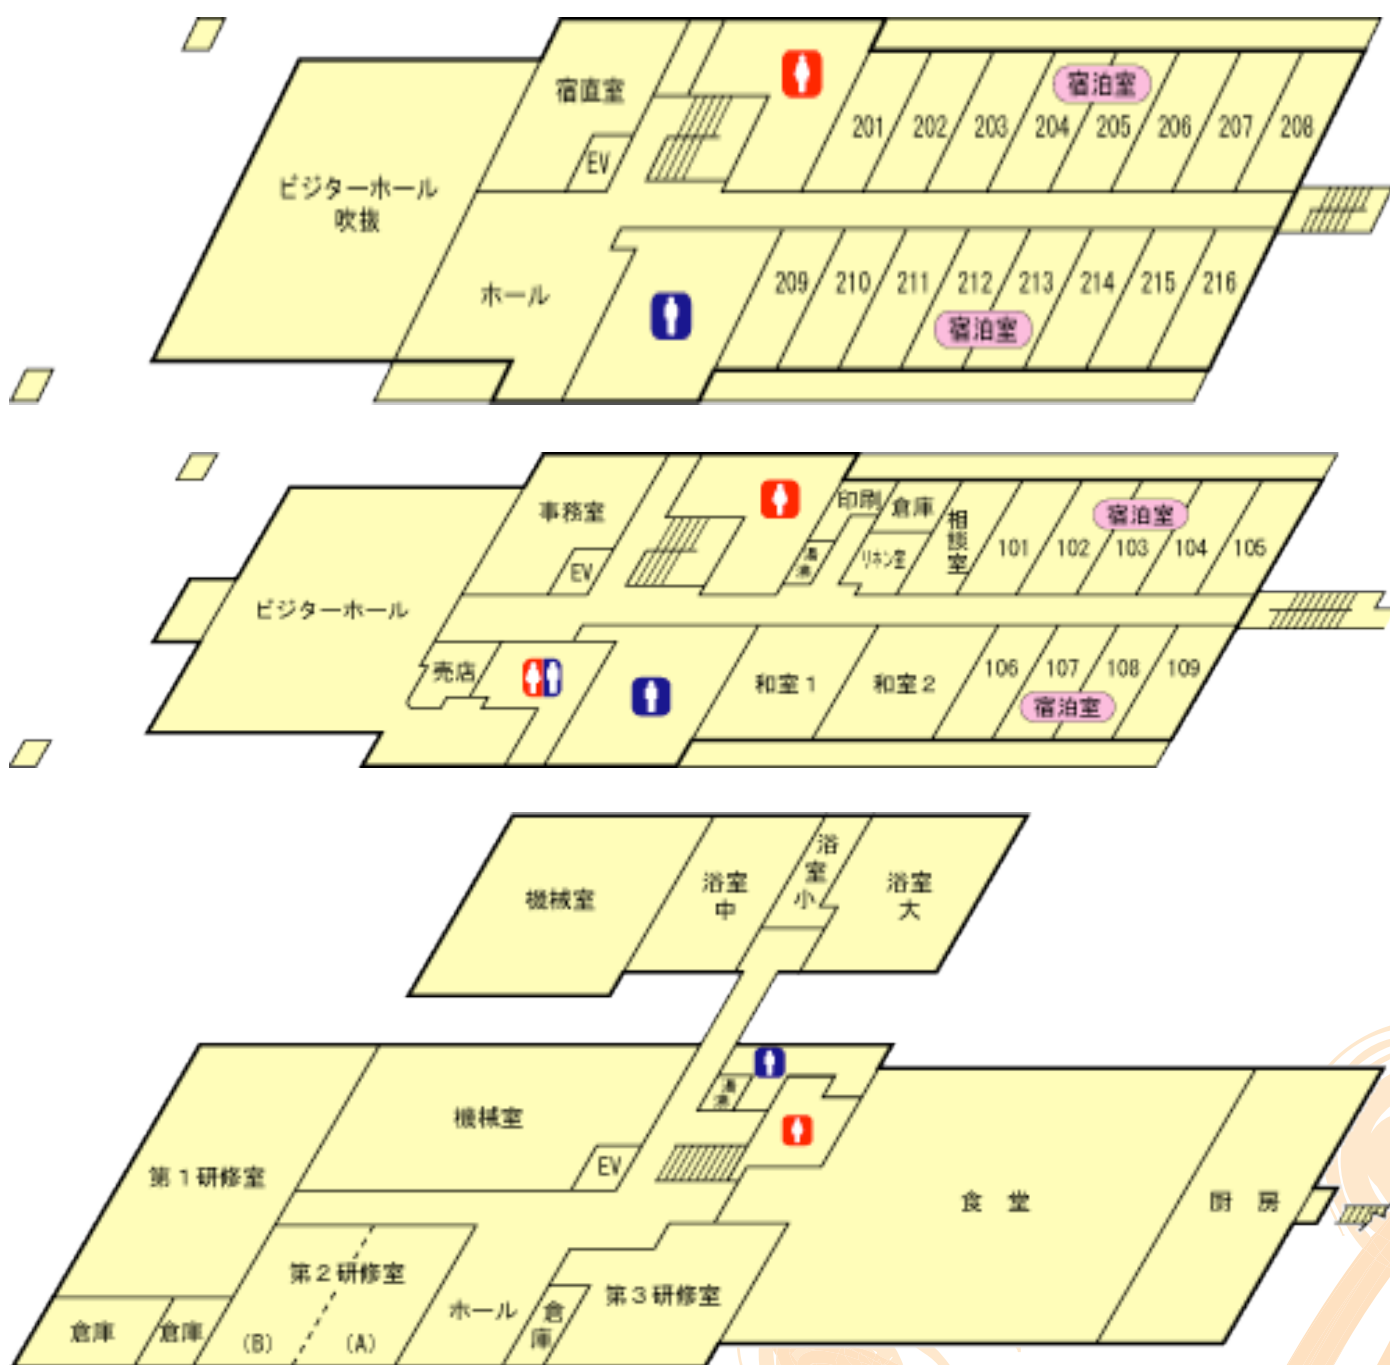 宿直室
EV
ビジターホール
吹抜
ホール
201 202 203 204 205 206 207 208
宿泊室
209 210 211 212 213 214 215 216
宿泊室
事務室
EV
ビジターホール
売店
印刷
倉庫
湯沸
リネン室
相談室
101 102 103 104 105
宿泊室
和室1
和室2
106 107 108 109
宿泊室
機械室
浴室
中
浴室小
浴室
大
機械室
EV
湯沸
第1研修室
食 堂
厨 房
第2研修室
(B) (A)
倉庫
倉庫
ホール
倉庫
第3研修室